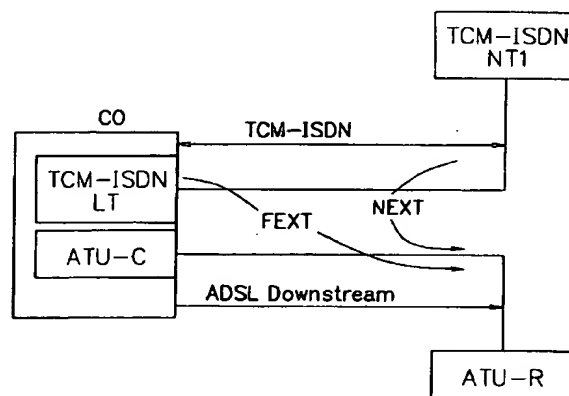 TCM-ISDN
NT1
CO
TCM-ISDN
TCM-ISDN
LT
FEXT
NEXT
ATU-C
ADSL Downstream
ATU-R